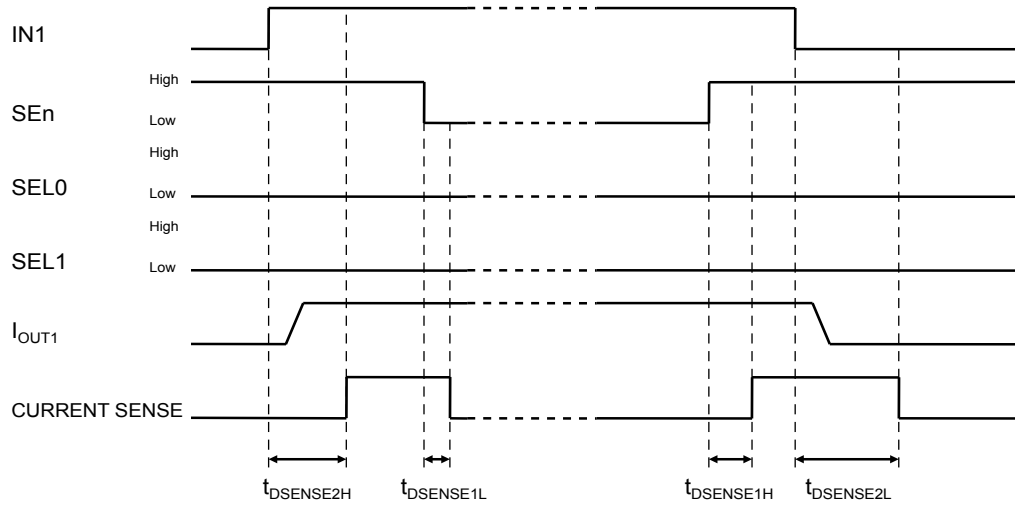 IN1
High
SEn
Low
High
SEL0
Low
High
SEL1
Low
IOUT1
CURRENT SENSE
tDSENSE2H
tDSENSE1L
tDSENSE1H
tDSENSE2L